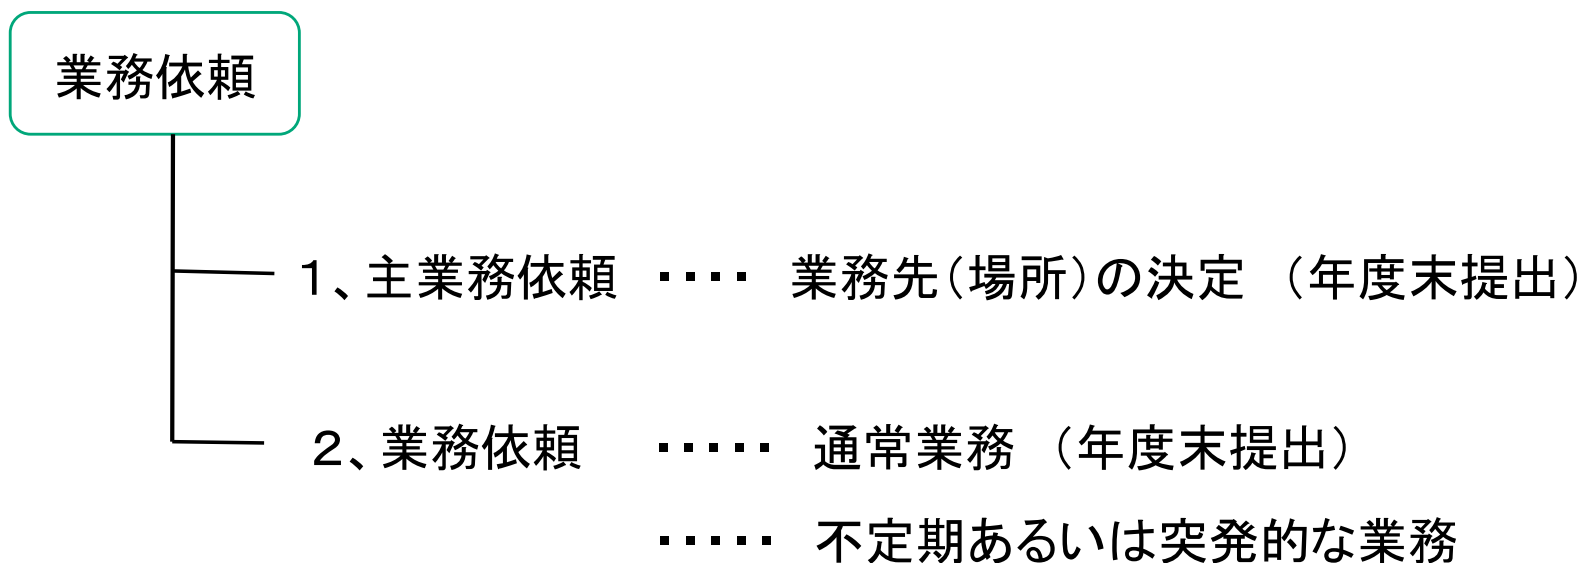 業務依頼
１、主業務依頼　････　業務先（場所）の決定　（年度末提出）
２、業務依頼　･････　通常業務　（年度末提出）
･････　不定期あるいは突発的な業務